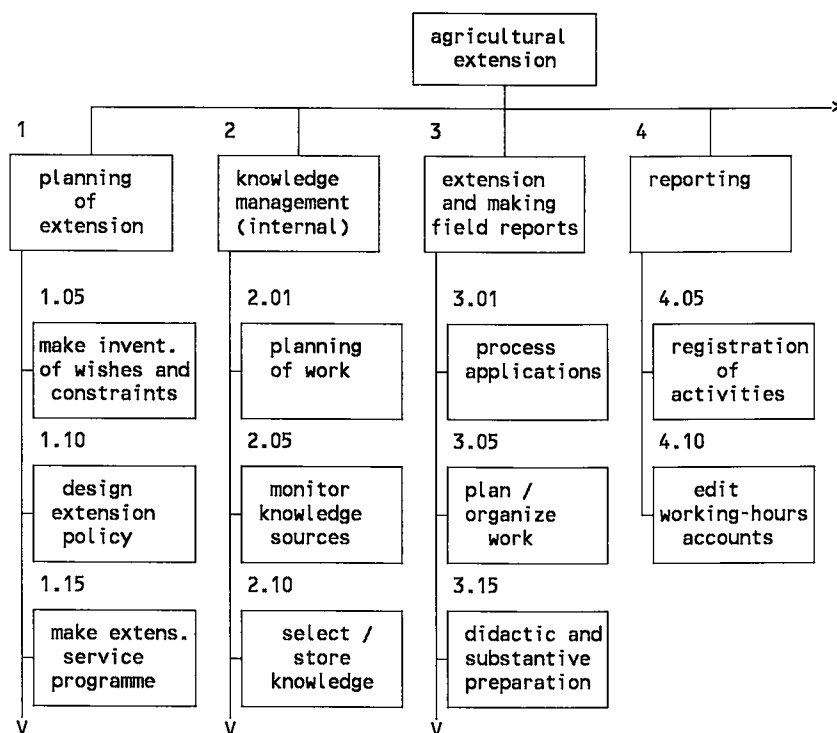 agricultural
extension
1
planning
of
extension
2
knowledge
management
(internal)
3
extension
and making
field reports
4
reporting
1.05
make invent.
of wishes and
constraints
2.01
planning
of work
3.01
process
applications
4.05
registration
of
activities
1.10
design
extension
policy
2.05
monitor
knowledge
sources
3.05
plan /
organize
work
4.10
edit
working-hours
accounts
1.15
make extens.
service
programme
2.10
select /
store
knowledge
3.15
didactic and
substantive
preparation